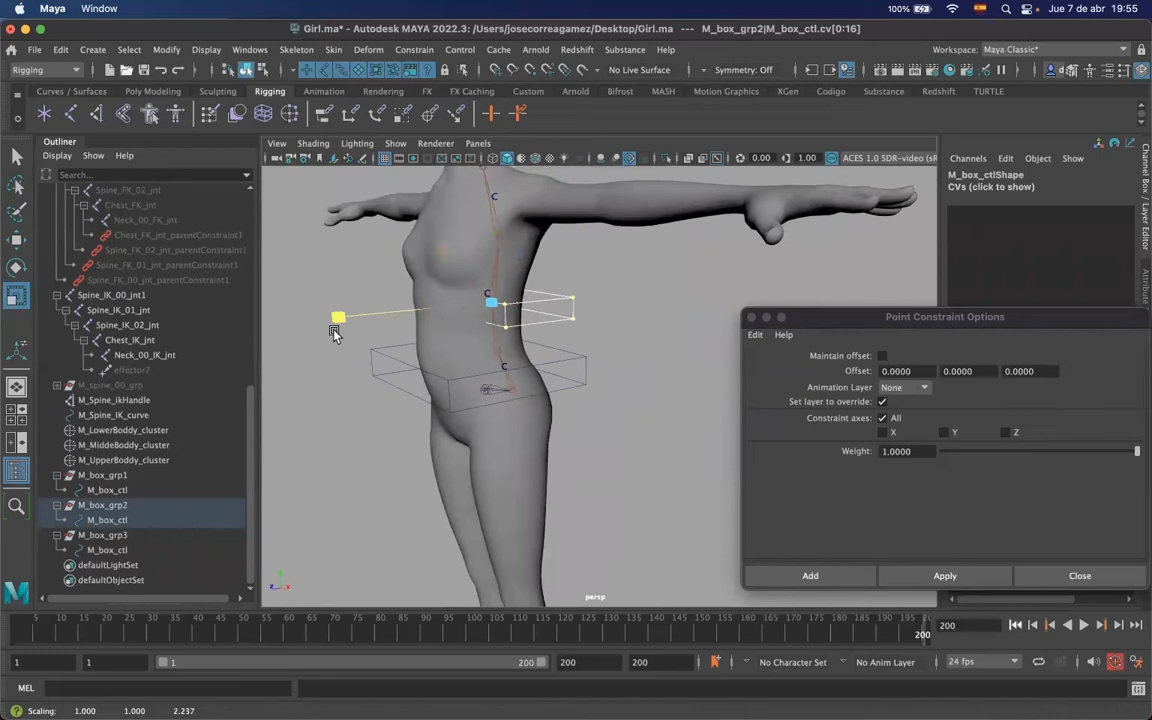 Maya Window 100% Jue 7 de abr 19:55
Girl.ma* - Autodesk MAYA 2022.3: /Users/josecorreagamez/Desktop/Girl.ma --- M_box_grp2|M_box_ctl.cv[0:16]
File Edit Create Select Modify Display Windows Skeleton Skin Deform Constrain Control Cache Arnold Redshift Substance Help Workspace: Maya Classic*
Rigging No Live Surface Symmetry: Off
Curves / Surfaces Poly Modeling Sculpting Rigging Animation Rendering FX FX Caching Custom Arnold Bifrost MASH Motion Graphics XGen Codigo Substance Redshift TURTLE
Outliner
Display Show Help
Search...
Spine_FK_02_jnt
Chest_FK_jnt
Neck_00_FK_jnt
Chest_FK_jnt_parentConstraint1
Spine_FK_02_jnt_parentConstraint1
Spine_FK_01_jnt_parentConstraint1
Spine_FK_00_jnt_parentConstraint1
Spine_IK_00_jnt1
Spine_IK_01_jnt
Spine_IK_02_jnt
Chest_IK_jnt
Neck_00_IK_jnt
effector7
M_spine_00_grp
M_Spine_ikHandle
M_Spine_IK_curve
M_LowerBoddy_cluster
M_MiddeBoddy_cluster
M_UpperBoddy_cluster
M_box_grp1
M_box_ctl
M_box_grp2
M_box_ctl
M_box_grp3
M_box_ctl
defaultLightSet
defaultObjectSet
View Shading Lighting Show Renderer Panels
0.00 1.00 ACES 1.0 SDR-video (sR
C
C
C
z x
persp
Channels Edit Object Show
M_box_ctlShape
CVs (click to show)
Channel Box / Layer Editor
Attribute
Point Constraint Options
Edit Help
Maintain offset:
Offset: 0.0000 0.0000 0.0000
Animation Layer None
Set layer to override:
Constraint axes: All
X Y Z
Weight: 1.0000
Add Apply Close
5 10 15 20 25 30 35 40 45 50 55 60 65 70 75 80 85 90 95 100 105 110 115 120 125 130 135 140 145 150 155 160 165 170 175 180 185 190 195 200
200
200
1 1 1 200 200 200 No Character Set No Anim Layer 24 fps
MEL
Scaling: 1.000 1.000 2.237